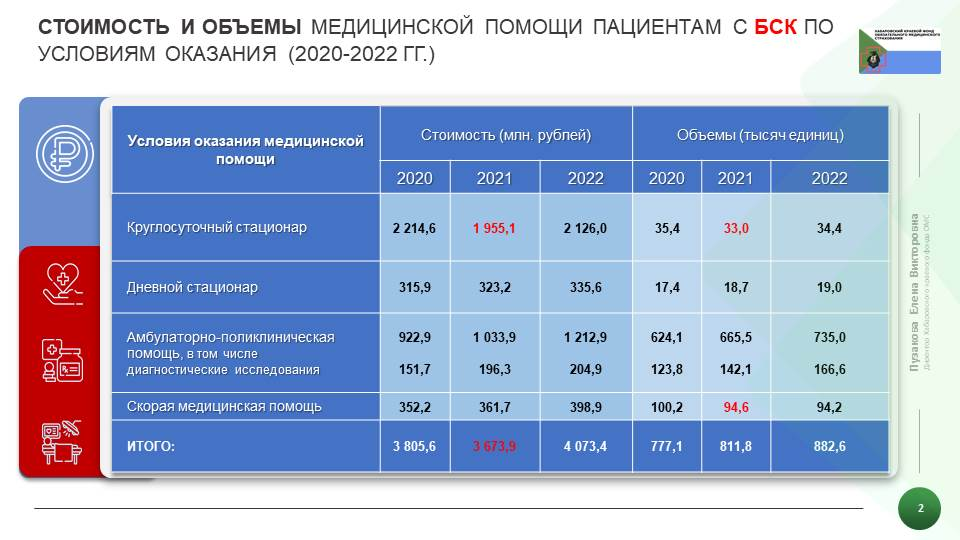 СТОИМОСТЬ И ОБЪЕМЫ МЕДИЦИНСКОЙ ПОМОЩИ ПАЦИЕНТАМ С БСК ПО
УСЛОВИЯМ ОКАЗАНИЯ (2020-2022 ГГ.)
ХАБАРОВСКИЙ КРАЕВОЙ ФОНД
ОБЯЗАТЕЛЬНОГО МЕДИЦИНСКОГО
СТРАХОВАНИЯ
Условия оказания медицинской
помощи
Стоимость (млн. рублей)
Объемы (тысяч единиц)
2020 2021 2022 2020 2021 2022
Круглосуточный стационар 2 214,6 1 955,1 2 126,0 35,4 33,0 34,4
Дневной стационар 315,9 323,2 335,6 17,4 18,7 19,0
Амбулаторно-поликлиническая 922,9 1 033,9 1 212,9 624,1 665,5 735,0
помощь, в том числе
диагностические исследования 151,7 196,3 204,9 123,8 142,1 166,6
Скорая медицинская помощь 352,2 361,7 398,9 100,2 94,6 94,2
ИТОГО: 3 805,6 3 673,9 4 073,4 777,1 811,8 882,6
Пузакова Елена Викторовна
Директор Хабаровского краевого фонда ОМС
2